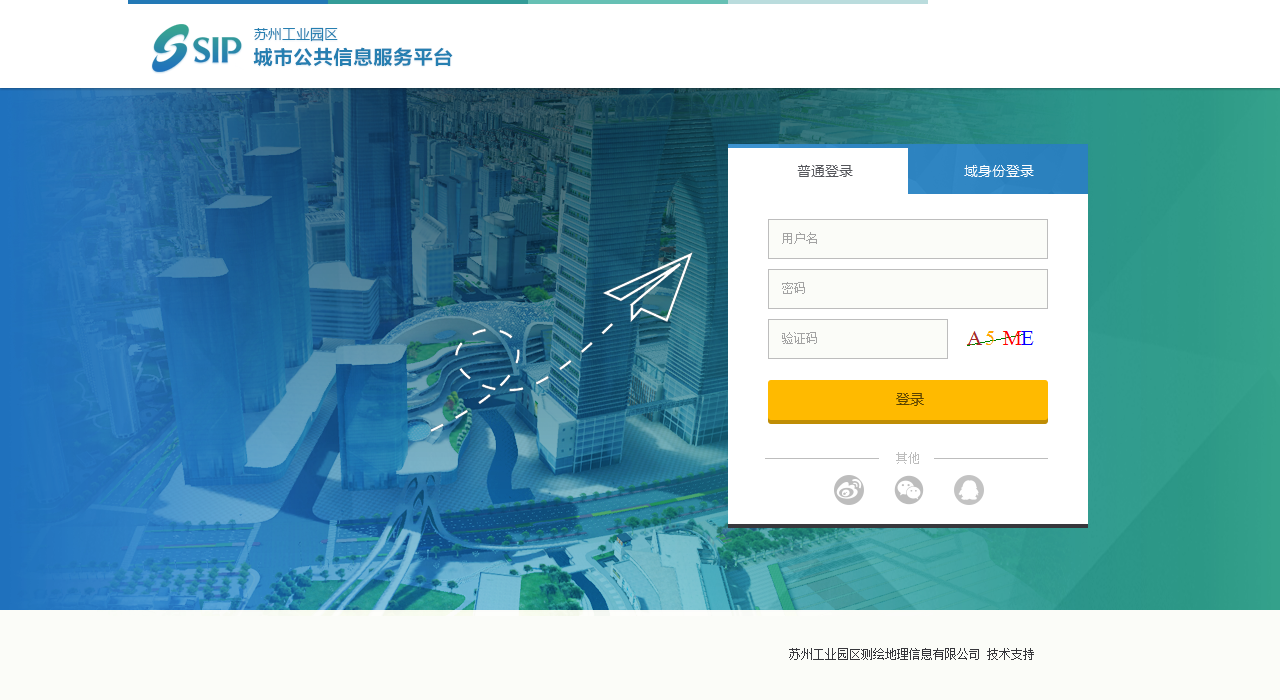 SIP
苏州工业园区
城市公共信息服务平台
普通登录
域身份登录
用户名
密码
验证码
A5ME
登录
其他
苏州工业园区测绘地理信息有限公司 技术支持